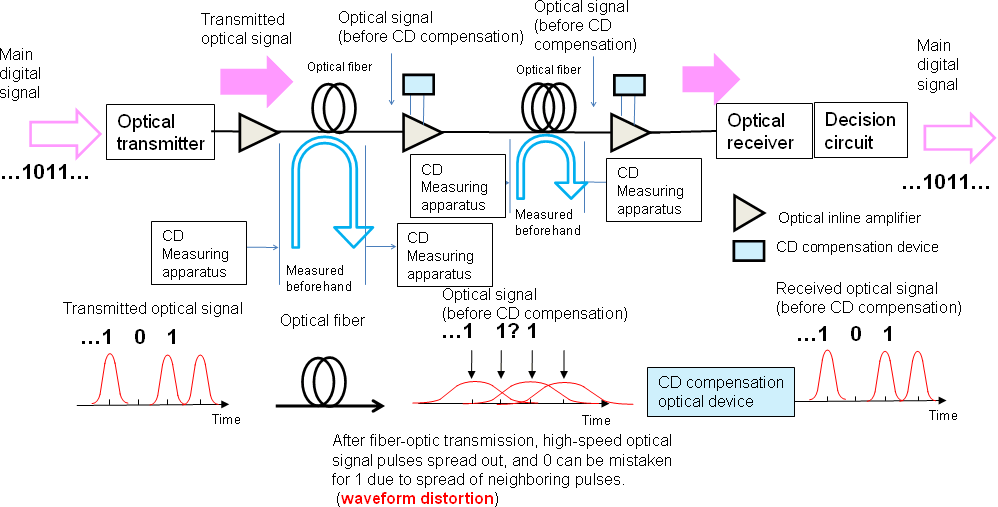 Main
digital
signal
…1011…
Transmitted
optical signal
Optical signal
(before CD compensation)
Optical signal
(before CD
compensation)
Main
digital
signal
…1011…
Optical fiber
Optical fiber
Optical
transmitter
Optical
receiver
Decision
circuit
CD
Measuring
apparatus
CD
Measuring
apparatus
CD
Measuring
apparatus
CD
Measuring
apparatus
Measured
beforehand
Measured
beforehand
Optical inline amplifier
CD compensation device
Transmitted optical signal
…1 0 1
Time
Optical fiber
Optical signal
(before CD compensation)
…1 1? 1
Time
CD compensation
optical device
Received optical signal
(before CD compensation)
…1 0 1
Time
After fiber-optic transmission, high-speed optical
signal pulses spread out, and 0 can be mistaken
for 1 due to spread of neighboring pulses.
(waveform distortion)